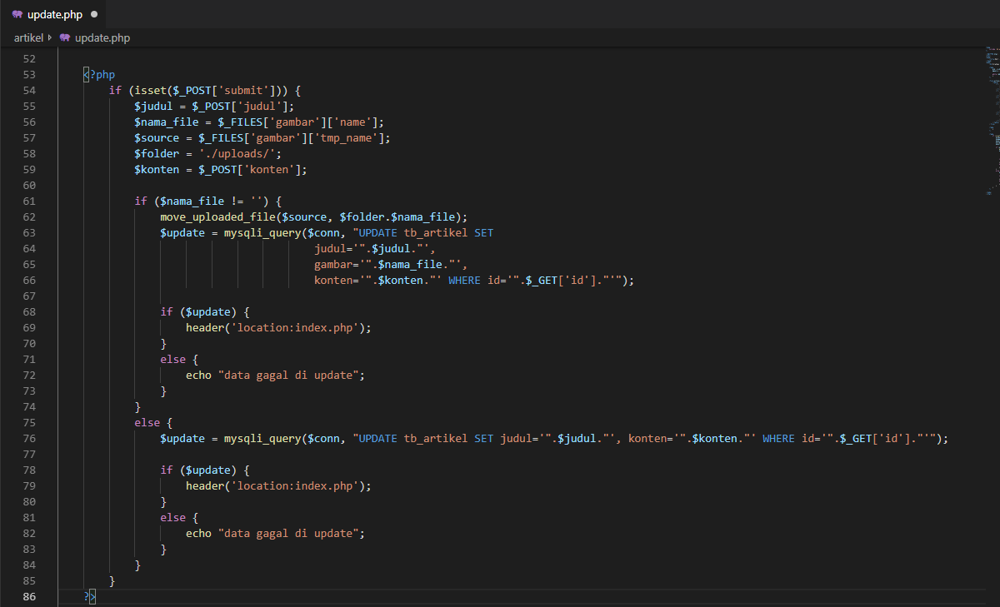 update.php
artikel update.php
52
53 <?php
54 if (isset($_POST['submit'])) {
55 $judul = $_POST['judul'];
56 $nama_file = $_FILES['gambar']['name'];
57 $source = $_FILES['gambar']['tmp_name'];
58 $folder = './uploads/';
59 $konten = $_POST['konten'];
60
61 if ($nama_file != '') {
62 move_uploaded_file($source, $folder.$nama_file);
63 $update = mysqli_query($conn, "UPDATE tb_artikel SET
64 judul='".$judul."',
65 gambar='".$nama_file."',
66 konten='".$konten."' WHERE id='".$_GET['id']."'");
67
68 if ($update) {
69 header('location:index.php');
70 }
71 else {
72 echo "data gagal di update";
73 }
74 }
75 else {
76 $update = mysqli_query($conn, "UPDATE tb_artikel SET judul='".$judul."', konten='".$konten."' WHERE id='".$_GET['id']."'");
77
78 if ($update) {
79 header('location:index.php');
80 }
81 else {
82 echo "data gagal di update";
83 }
84 }
85 }
86 ?>